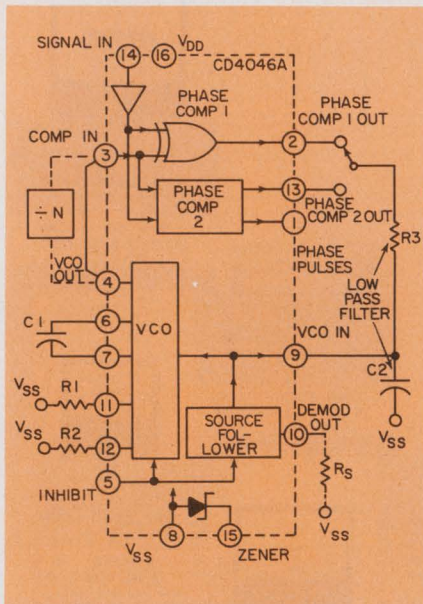 SIGNAL IN
14
16
VDD
CD4046A
PHASE
COMP 1
PHASE
COMP 1 OUT
COMP IN
3
2
÷ N
PHASE
COMP
2
13
1
PHASE
COMP 2 OUT
PHASE
PULSES
R3
VCO
OUT
4
LOW
PASS
FILTER
C1
6
7
VCO
9
VCO IN
C2
VSS
R1
11
VSS
R2
12
SOURCE
FOL-
LOWER
10
DEMOD
OUT
VSS
INHIBIT
5
RS
VSS
VSS
8
15
ZENER